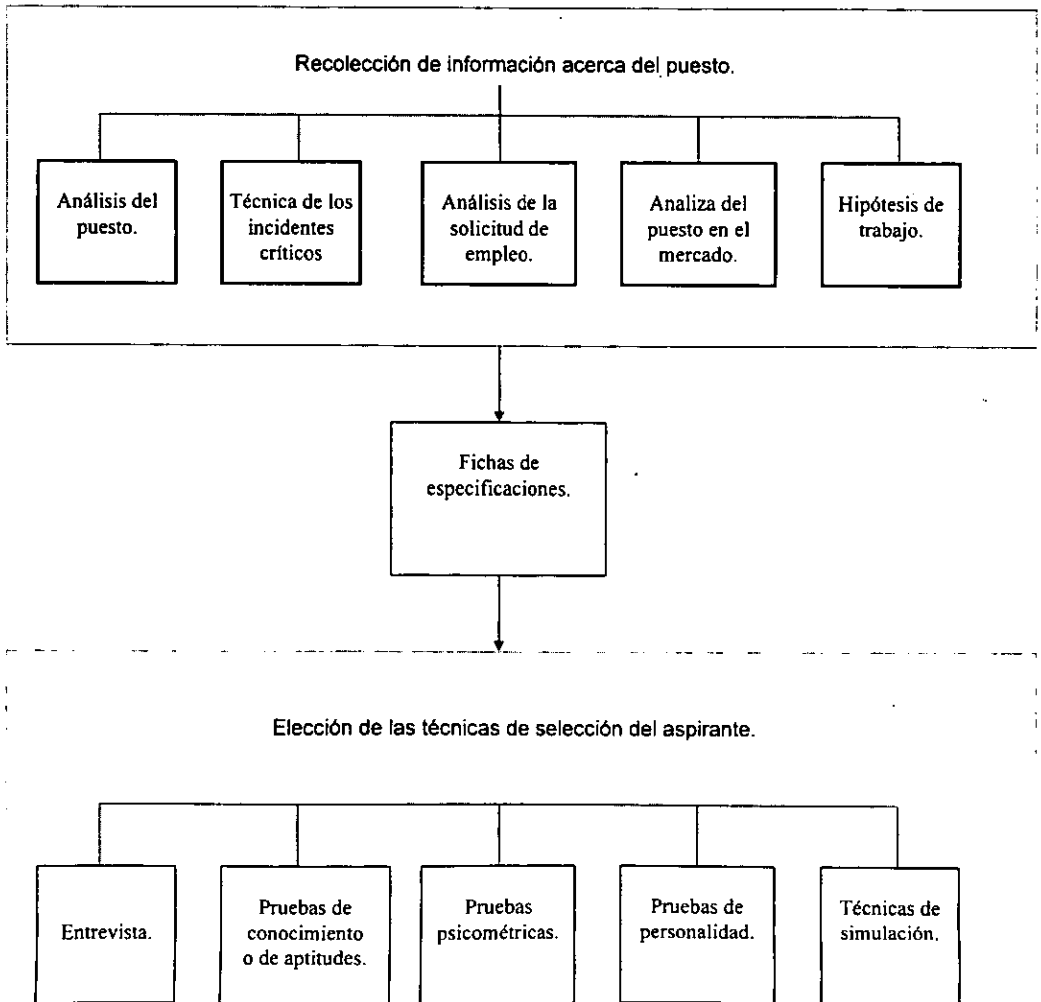 Recolección de información acerca del puesto.
Análisis del
puesto.
Técnica de los
incidentes
críticos
Análisis de la
solicitud de
empleo.
Analiza del
puesto en el
mercado.
Hipótesis de
trabajo.
Fichas de
especificaciones.
Elección de las técnicas de selección del aspirante.
Entrevista.
Pruebas de
conocimiento
o de aptitudes.
Pruebas
psicométricas.
Pruebas de
personalidad.
Técnicas de
simulación.